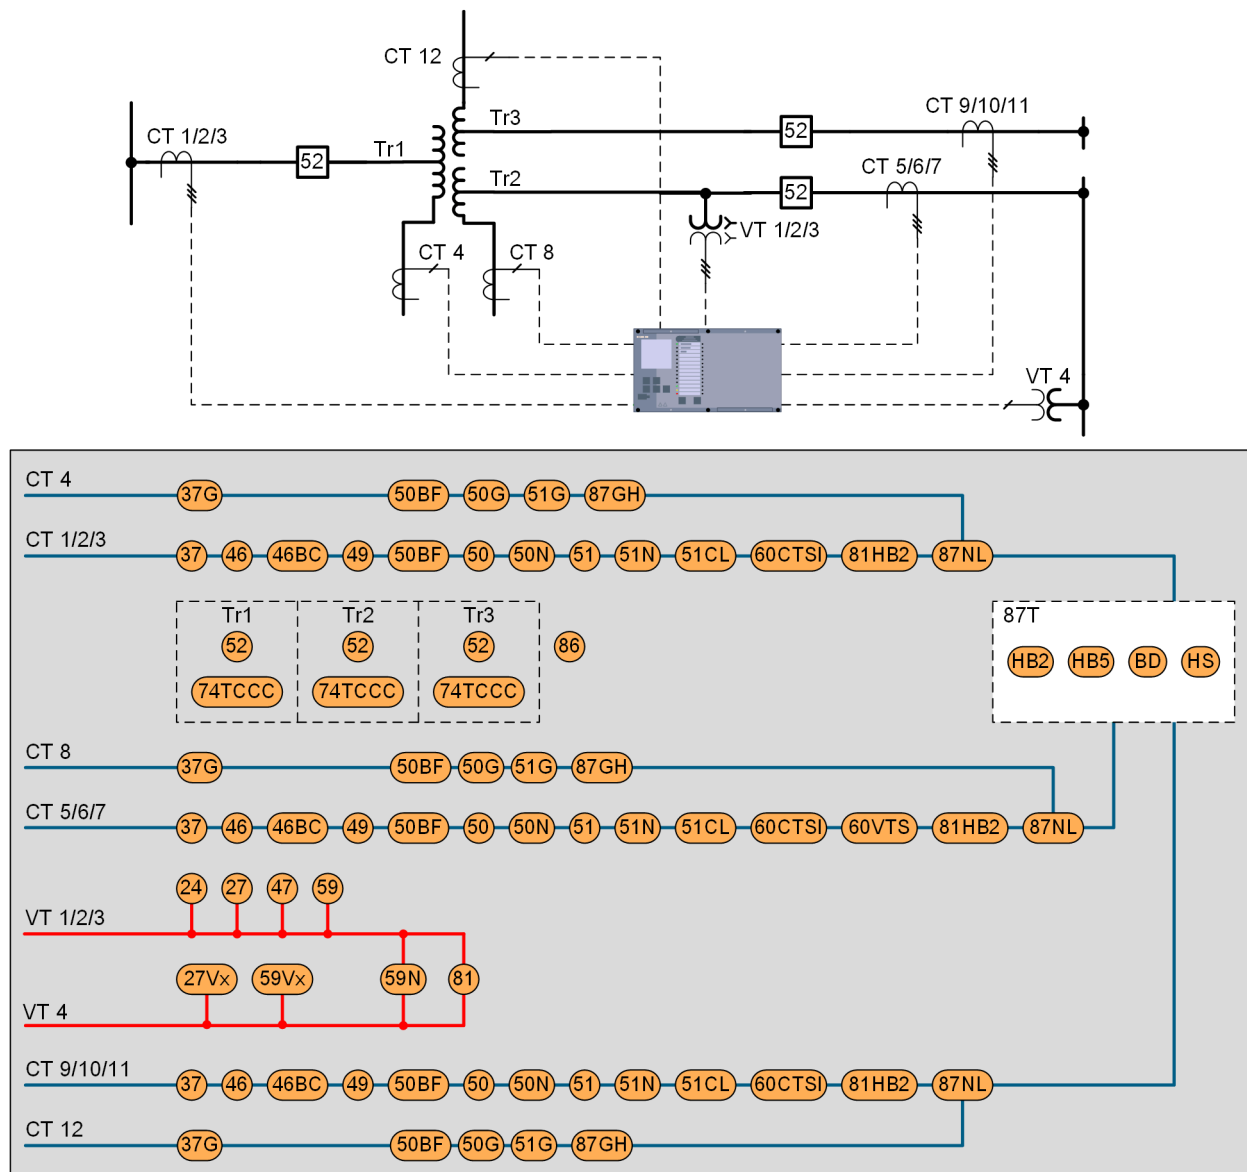 CT 12
CT 9/10/11
Tr3
52
CT 1/2/3
52
Tr1
CT 5/6/7
Tr2
52
VT 1/2/3
CT 4
CT 8
VT 4
CT 4
37G 50BF 50G 51G 87GH
CT 1/2/3
37 46 46BC 49 50BF 50 50N 51 51N 51CL 60CTSI 81HB2 87NL
Tr1 Tr2 Tr3 87T
52 52 52 86
HB2 HB5 BD HS
74TCCC 74TCCC 74TCCC
CT 8
37G 50BF 50G 51G 87GH
CT 5/6/7
37 46 46BC 49 50BF 50 50N 51 51N 51CL 60CTSI 60VTS 81HB2 87NL
24 27 47 59
VT 1/2/3
27Vx 59Vx 59N 81
VT 4
CT 9/10/11
37 46 46BC 49 50BF 50 50N 51 51N 51CL 60CTSI 81HB2 87NL
CT 12
37G 50BF 50G 51G 87GH